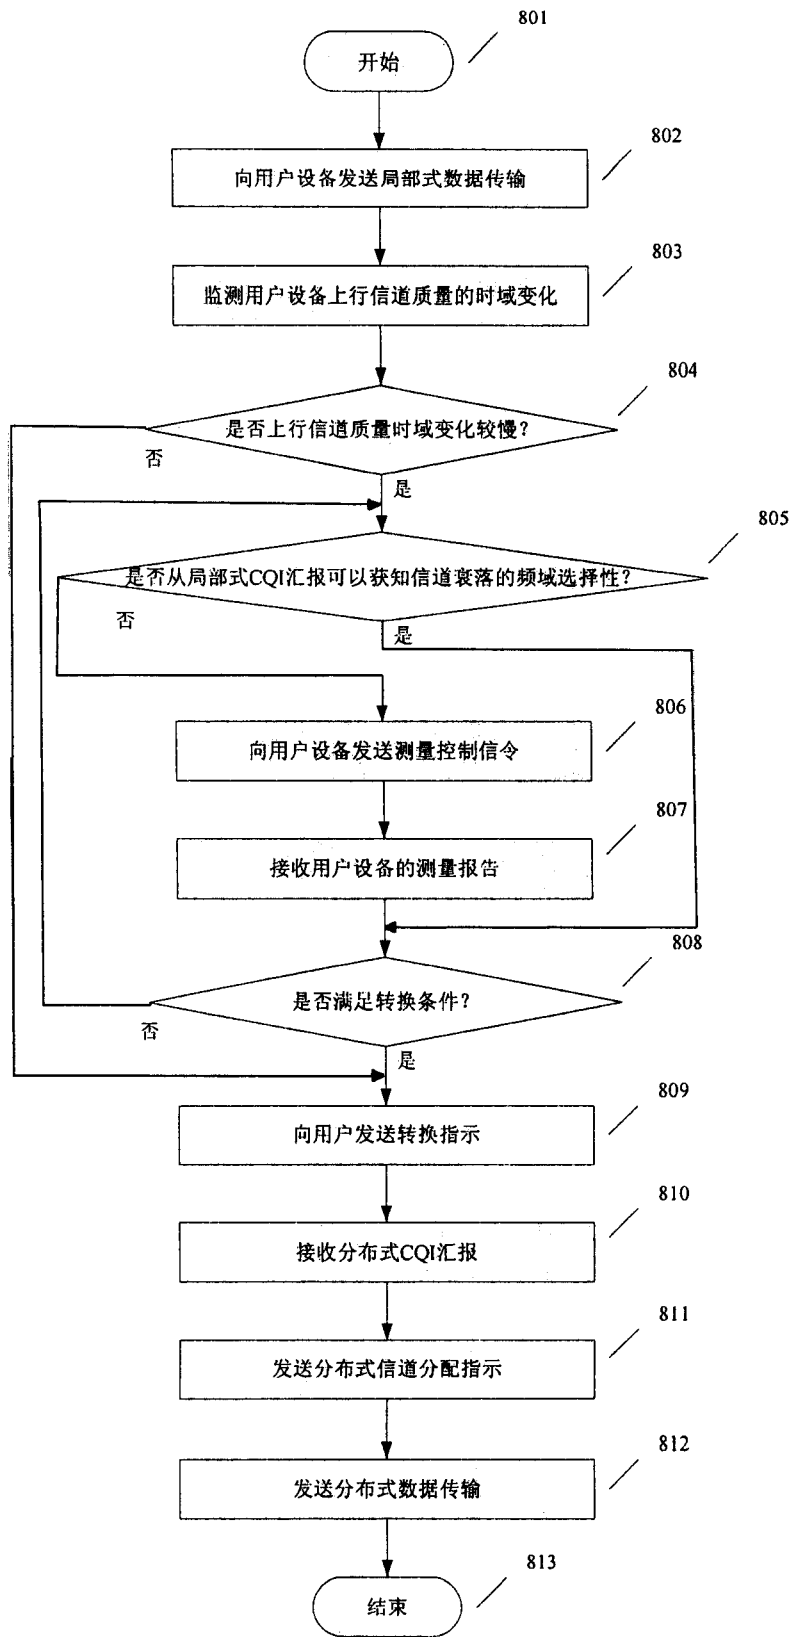 801
开始
802
向用户设备发送局部式数据传输
803
监测用户设备上行信道质量的时域变化
804
是否上行信道质量时域变化较慢？
否
是
805
是否从局部式CQI汇报可以获知信道衰落的频域选择性？
否
是
806
向用户设备发送测量控制信令
807
接收用户设备的测量报告
808
是否满足转换条件？
否
是
809
向用户发送转换指示
810
接收分布式CQI汇报
811
发送分布式信道分配指示
812
发送分布式数据传输
813
结束